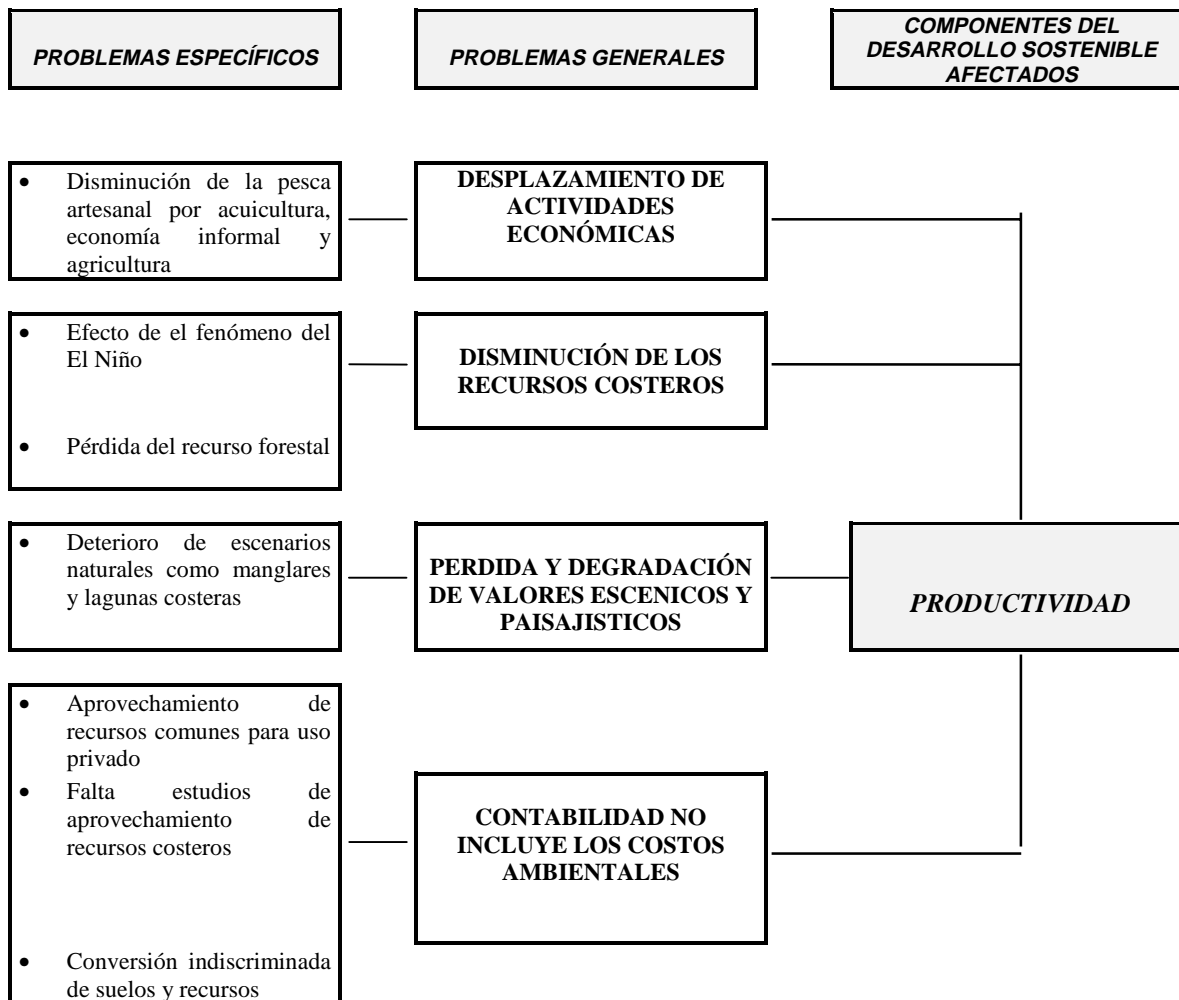 PROBLEMAS ESPECÍFICOS
PROBLEMAS GENERALES
COMPONENTES DEL
DESARROLLO SOSTENIBLE
AFECTADOS
• Disminución de la pesca
artesanal por acuicultura,
economía informal y
agricultura
DESPLAZAMIENTO DE
ACTIVIDADES
ECONÓMICAS
• Efecto de el fenómeno del
El Niño
• Pérdida del recurso forestal
DISMINUCIÓN DE LOS
RECURSOS COSTEROS
• Deterioro de escenarios
naturales como manglares
y lagunas costeras
PERDIDA Y DEGRADACIÓN
DE VALORES ESCENICOS Y
PAISAJISTICOS
PRODUCTIVIDAD
• Aprovechamiento de
recursos comunes para uso
privado
• Falta estudios de
aprovechamiento de
recursos costeros
• Conversión indiscriminada
de suelos y recursos
CONTABILIDAD NO
INCLUYE LOS COSTOS
AMBIENTALES